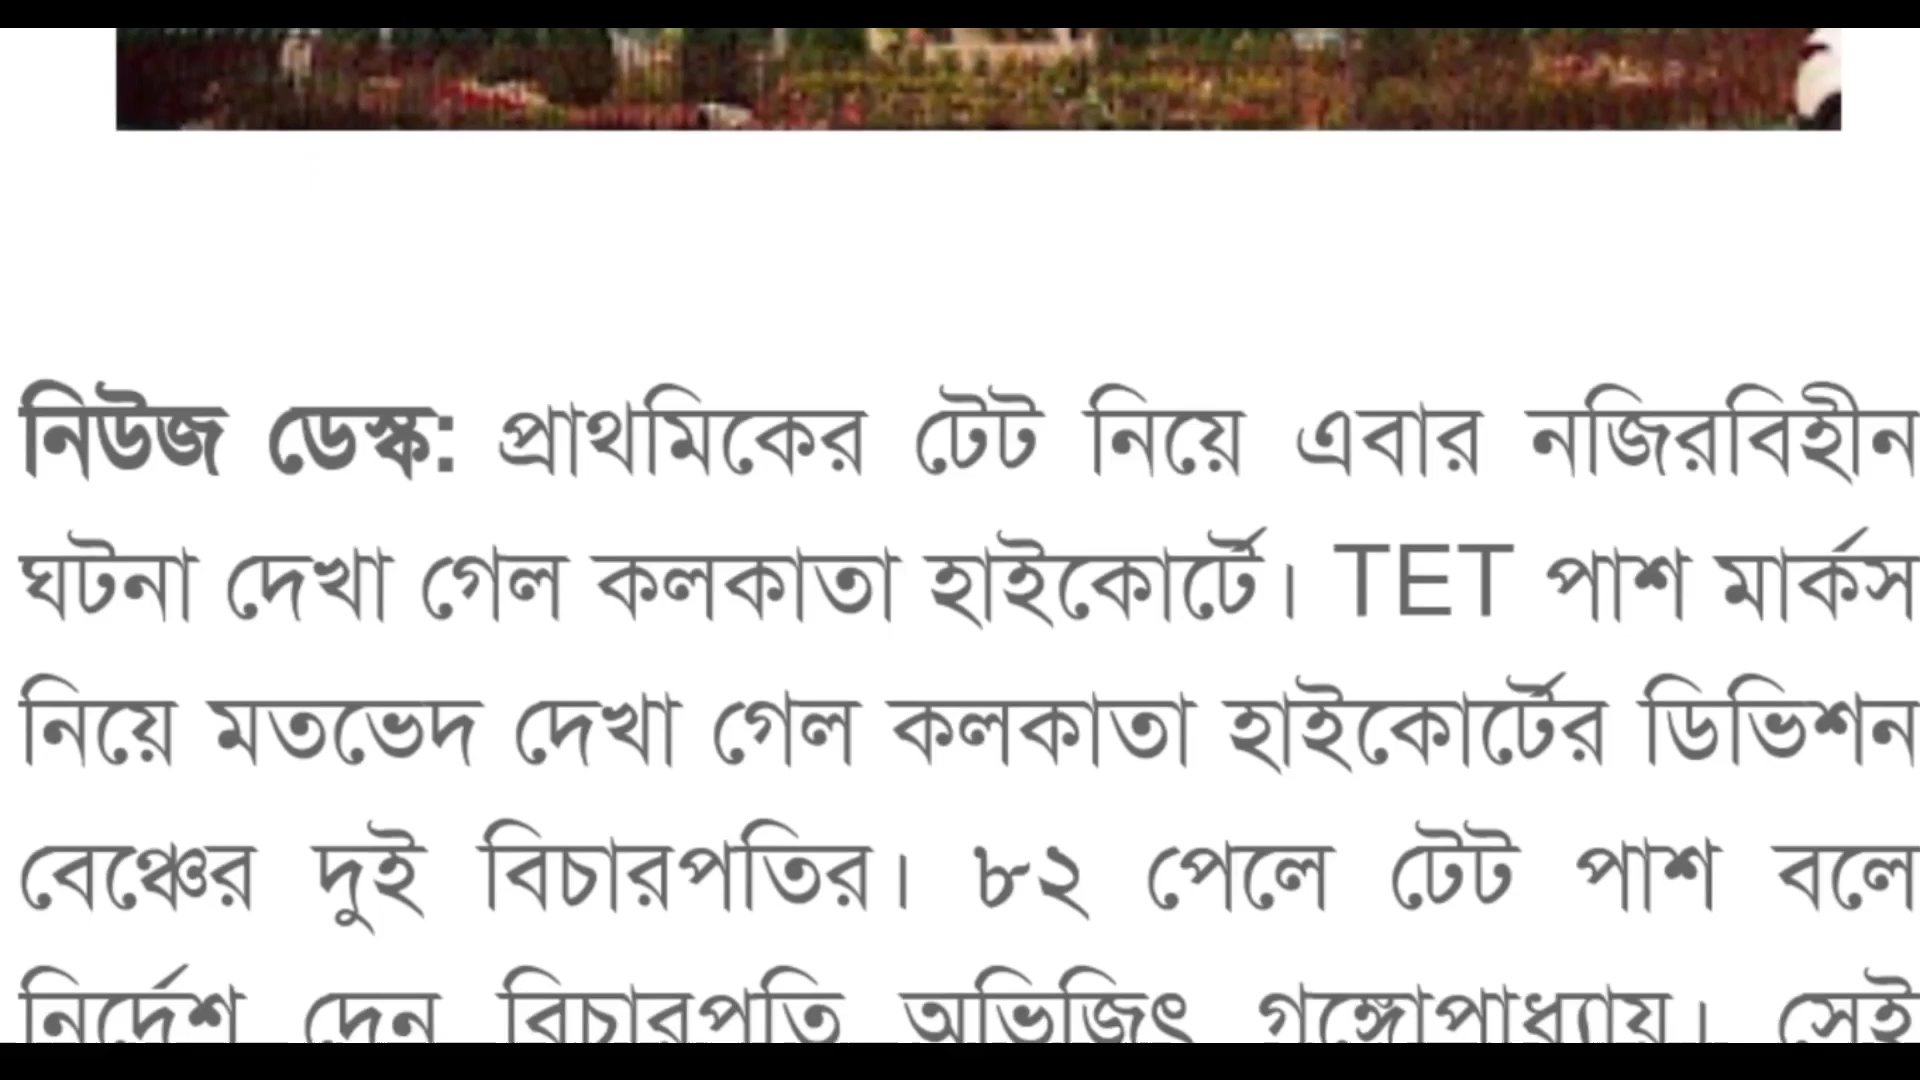 নিউজ ডেস্ক: প্রাথমিকের টেট নিয়ে এবার নজিরবিহীন
ঘটনা দেখা গেল কলকাতা হাইকোর্টে। TET পাশ মার্কস
নিয়ে মতভেদ দেখা গেল কলকাতা হাইকোর্টের ডিভিশন
বেঞ্চের দুই বিচারপতির। ৮২ পেলে টেট পাশ বলে
নির্দেশ দেন বিচারপতি অভিজিৎ গঙ্গোপাধ্যায়। সেই